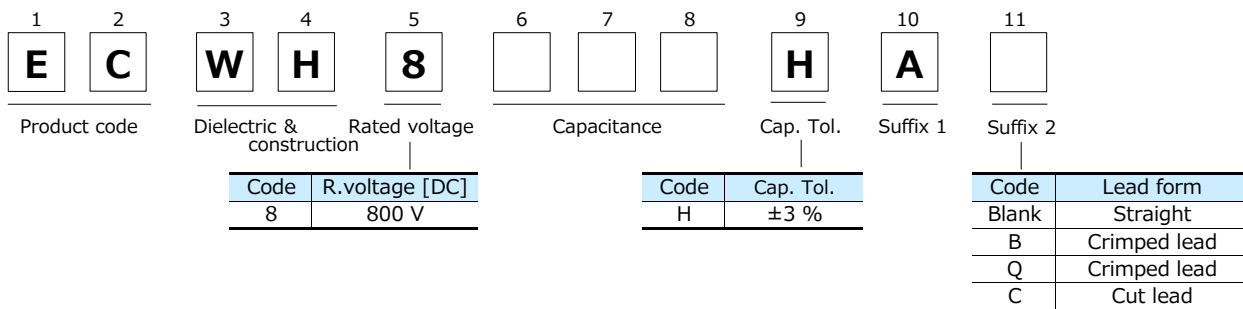 1 2 3 4 5 6 7 8 9 10 11
E C W H 8 H A
Product code Dielectric & construction Rated voltage Capacitance Cap. Tol. Suffix 1 Suffix 2
Code R.voltage [DC]
8 800 V
Code Cap. Tol.
H ±3 %
Code Lead form
Blank Straight
B Crimped lead
Q Crimped lead
C Cut lead